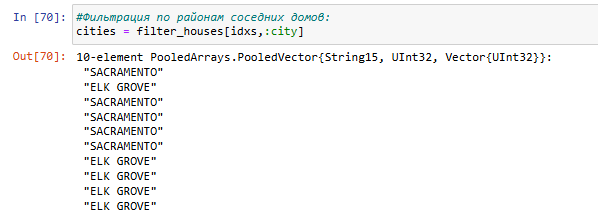 In [70]: #Фильтрация по районам соседних домов:
cities = filter_houses[idxs,:city]
Out[70]: 10-element PooledArrays.PooledVector{String15, UInt32, Vector{UInt32}}:
"SACRAMENTO"
"ELK GROVE"
"SACRAMENTO"
"SACRAMENTO"
"SACRAMENTO"
"SACRAMENTO"
"ELK GROVE"
"ELK GROVE"
"ELK GROVE"
"ELK GROVE"